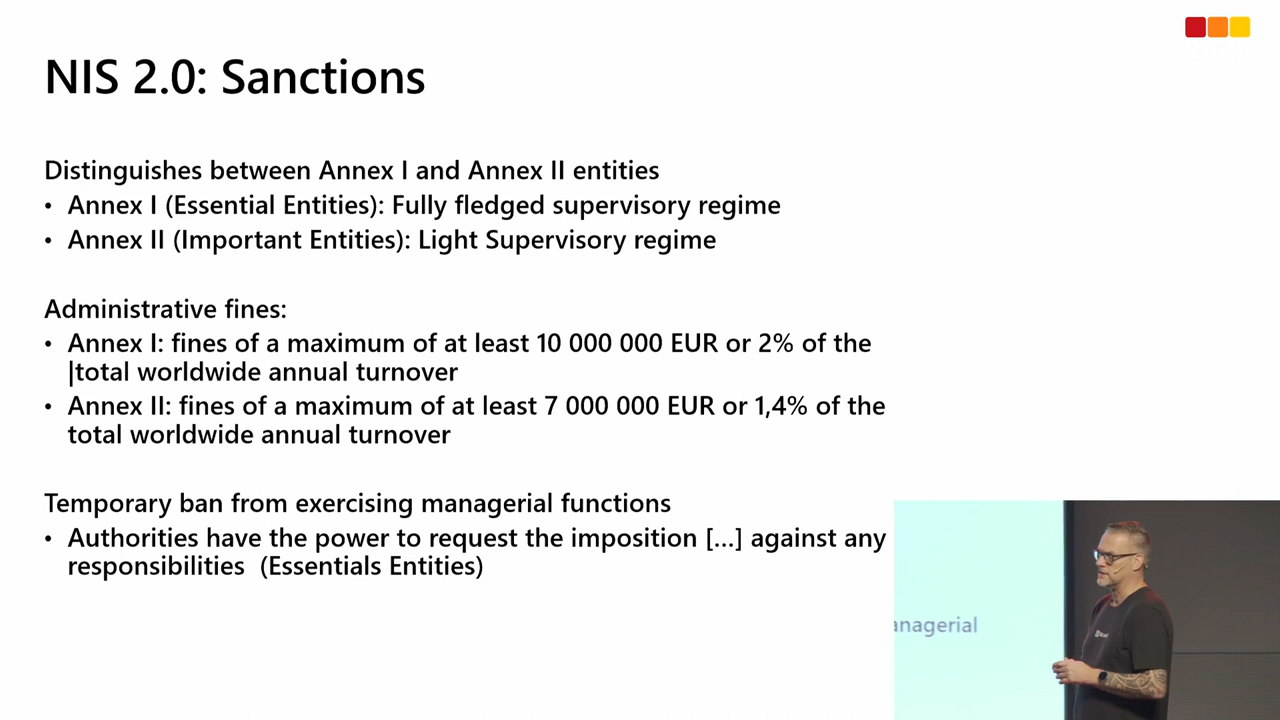 NIS 2.0: Sanctions
Distinguishes between Annex I and Annex II entities
• Annex I (Essential Entities): Fully fledged supervisory regime
• Annex II (Important Entities): Light Supervisory regime
Administrative fines:
• Annex I: fines of a maximum of at least 10 000 000 EUR or 2% of the
|total worldwide annual turnover
• Annex II: fines of a maximum of at least 7 000 000 EUR or 1,4% of the
total worldwide annual turnover
Temporary ban from exercising managerial functions
• Authorities have the power to request the imposition [...] against any
responsibilities (Essentials Entities)
anagerial